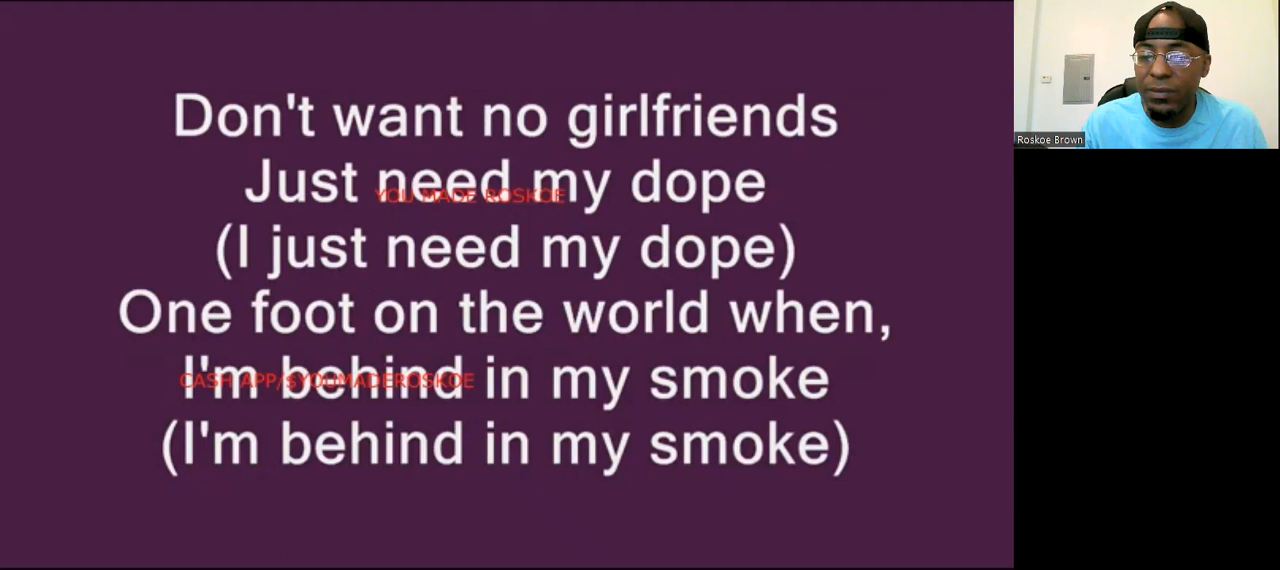 Don't want no girlfriends
Just need my dope
YOU MADE ROSKOE
(I just need my dope)
One foot on the world when,
I'm behind in my smoke
CASH APP/$YOUMADEROSKOE
(I'm behind in my smoke)
Roskoe Brown